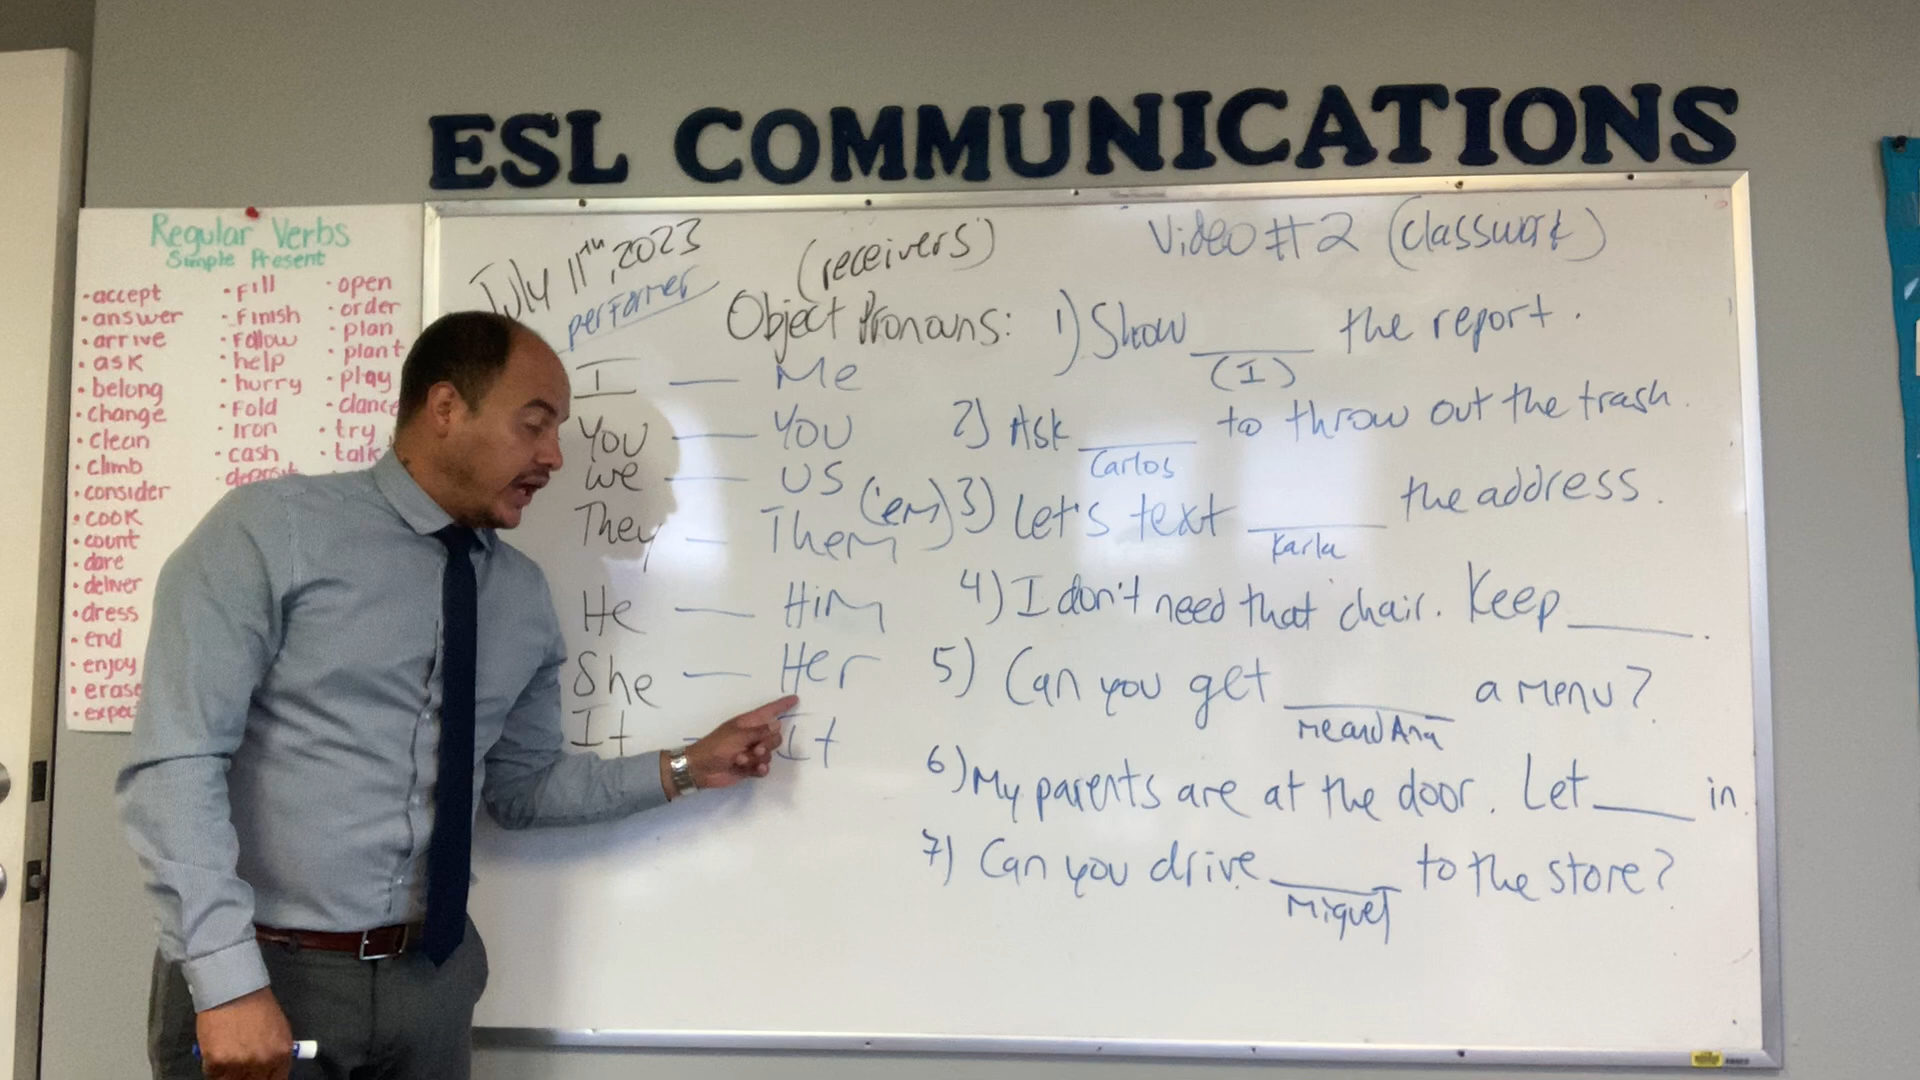 ESL COMMUNICATIONS
Regular Verbs
Simple Present
• accept
• answer
• arrive
• ask
• belong
• change
• clean
• climb
• consider
• cook
• count
• dare
• deliver
• dress
• end
• enjoy
• erase
• fill
• finish
• follow
• help
• hurry
• fold
• iron
• cash
• deposit
• open
• order
• plan
• plant
• play
• dance
• try
• talk
July 11th, 2023
performer
(receivers)
Object Pronouns:
I — Me
You — You
We — US
They — Them ('em)
He — Him
She — Her
It - It
Video #2 (classwork)
1) Show ____ the report.
(I)
2) Ask ____ to throw out the trash.
Carlos
3) Let's text ____ the address.
Karla
4) I don't need that chair. Keep ____.
5) Can you get ____ a menu?
Me and Ana
6) My parents are at the door. Let ____ in
7) Can you drive ____ to the store?
Miguel